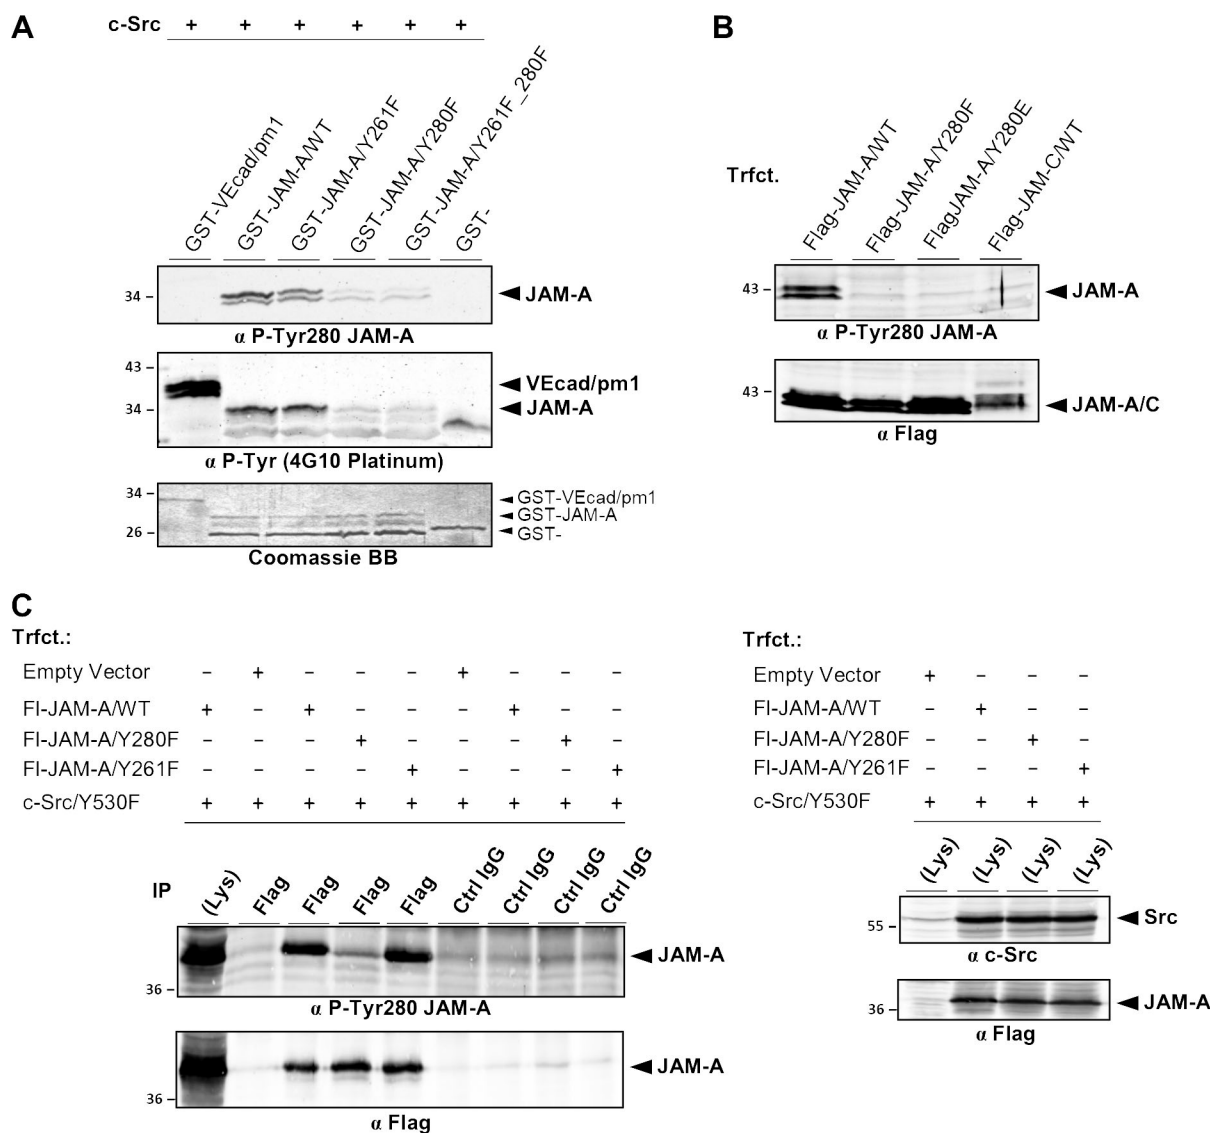 A
c-Src + + + + + +
GST-VEcad/pm1
GST-JAM-A/WT
GST-JAM-A/Y261F
GST-JAM-A/Y280F
GST-JAM-A/Y261F_280F
GST-
34
JAM-A
α P-Tyr280 JAM-A
43
34
VEcad/pm1
JAM-A
α P-Tyr (4G10 Platinum)
34
26
GST-VEcad/pm1
GST-JAM-A
GST-
Coomassie BB
B
Trfct.
Flag-JAM-A/WT
Flag-JAM-A/Y280F
FlagJAM-A/Y280E
Flag-JAM-C/WT
43
JAM-A
α P-Tyr280 JAM-A
43
JAM-A/C
α Flag
C
Trfct.:
Empty Vector – + – – – + – – –
Fl-JAM-A/WT + – + – – – + – –
Fl-JAM-A/Y280F – – – + – – – + –
Fl-JAM-A/Y261F – – – – + – – – +
c-Src/Y530F + + + + + + + + +
IP (Lys) Flag Flag Flag Flag Ctrl IgG Ctrl IgG Ctrl IgG Ctrl IgG
36
JAM-A
α P-Tyr280 JAM-A
36
JAM-A
α Flag
Trfct.:
Empty Vector + – – –
Fl-JAM-A/WT – + – –
Fl-JAM-A/Y280F – – + –
Fl-JAM-A/Y261F – – – +
c-Src/Y530F + + + +
(Lys) (Lys) (Lys) (Lys)
55
Src
α c-Src
36
JAM-A
α Flag